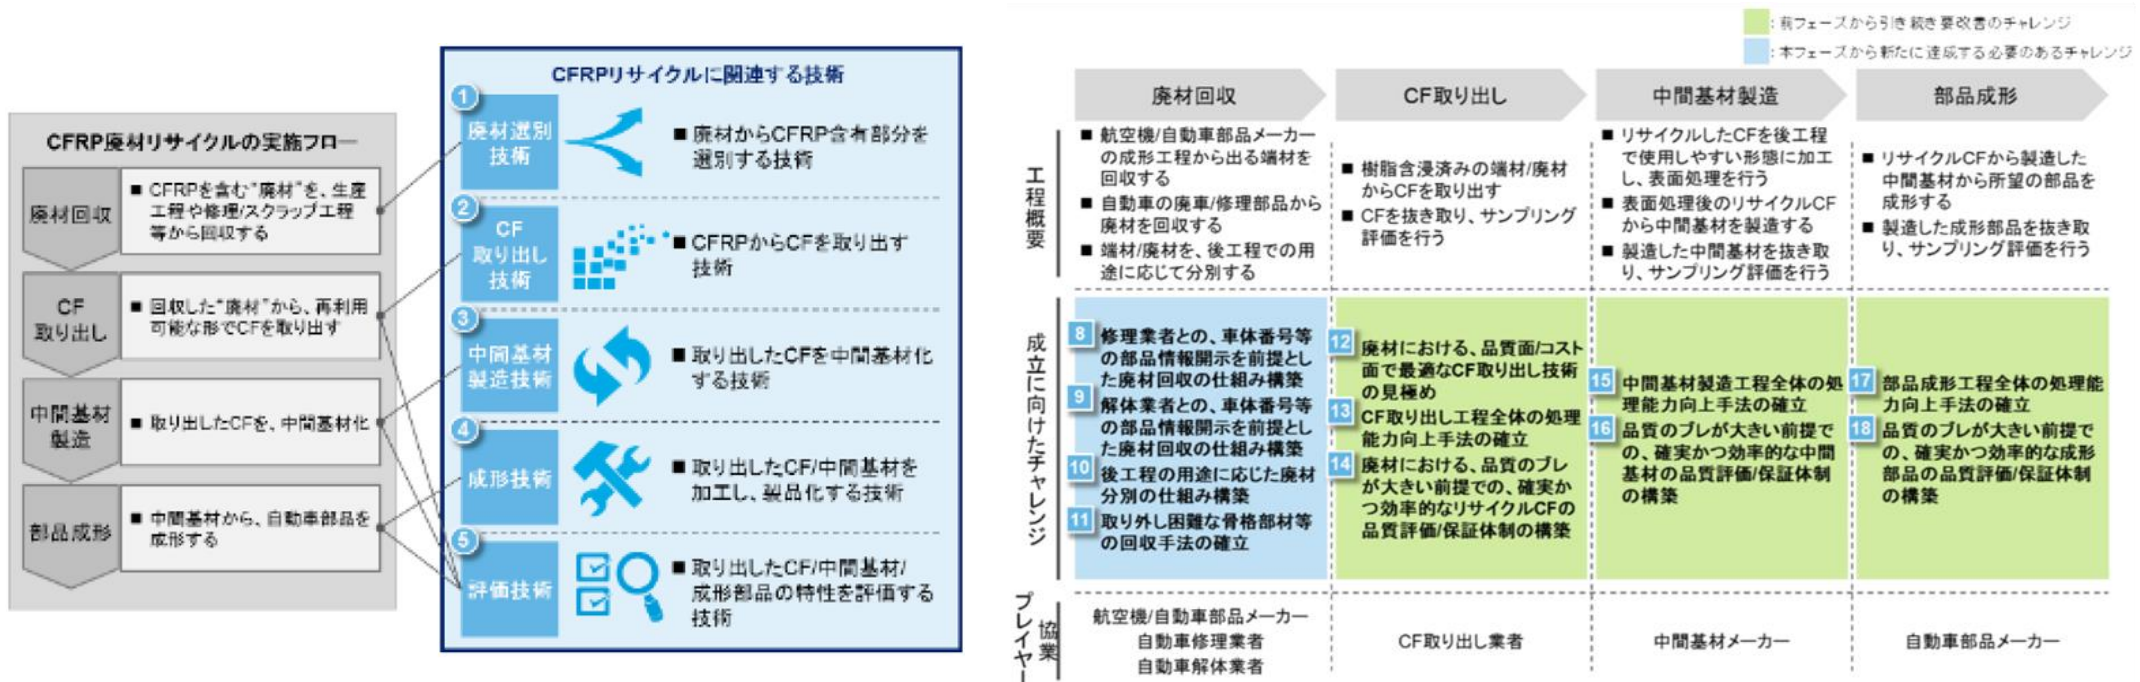 CFRP廃材リサイクルの実施フロー
廃材回収
■ CFRPを含む“廃材”を、生産
工程や修理/スクラップ工程
等から回収する
CF
取り出し
■ 回収した“廃材”から、再利用
可能な形でCFを取り出す
中間基材
製造
■ 取り出したCFを、中間基材化
部品成形
■ 中間基材から、自動車部品を
成形する
CFRPリサイクルに関連する技術
1
廃材選別
技術
■ 廃材からCFRP含有部分を
選別する技術
2
CF
取り出し
技術
■ CFRPからCFを取り出す
技術
3
中間基材
製造技術
■ 取り出したCFを中間基材化
する技術
4
成形技術
■ 取り出したCF/中間基材を
加工し、製品化する技術
5
評価技術
■ 取り出したCF/中間基材/
成形部品の特性を評価する
技術
：前フェーズから引き続き要改善のチャレンジ
：本フェーズから新たに達成する必要のあるチャレンジ
廃材回収
CF取り出し
中間基材製造
部品成形
工程概要
■ 航空機/自動車部品メーカー
の成形工程から出る端材を
回収する
■ 自動車の廃車/修理部品から
廃材を回収する
■ 端材/廃材を、後工程での用
途に応じて分別する
■ 樹脂含浸済みの端材/廃材
からCFを取り出す
■ CFを抜き取り、サンプリング
評価を行う
■ リサイクルしたCFを後工程
で使用しやすい形態に加工
し、表面処理を行う
■ 表面処理後のリサイクルCF
から中間基材を製造する
■ 製造した中間基材を抜き取
り、サンプリング評価を行う
■ リサイクルCFから製造した
中間基材から所望の部品を
成形する
■ 製造した成形部品を抜き取
り、サンプリング評価を行う
成立に向けたチャレンジ
8 修理業者との、車体番号等
の部品情報開示を前提とし
た廃材回収の仕組み構築
9 解体業者との、車体番号等
の部品情報開示を前提とし
た廃材回収の仕組み構築
10 後工程の用途に応じた廃材
分別の仕組み構築
11 取り外し困難な骨格部材等
の回収手法の確立
12 廃材における、品質面/コスト
面で最適なCF取り出し技術
の見極め
13 CF取り出し工程全体の処理
能力向上手法の確立
14 廃材における、品質のブレ
が大きい前提での、確実か
つ効率的なリサイクルCFの
品質評価/保証体制の構築
15 中間基材製造工程全体の処
理能力向上手法の確立
16 品質のブレが大きい前提で
の、確実かつ効率的な中間
基材の品質評価/保証体制
の構築
17 部品成形工程全体の処理能
力向上手法の確立
18 品質のブレが大きい前提で
の、確実かつ効率的な成形
部品の品質評価/保証体制
の構築
協業
プレイヤー
航空機/自動車部品メーカー
自動車修理業者
自動車解体業者
CF取り出し業者
中間基材メーカー
自動車部品メーカー